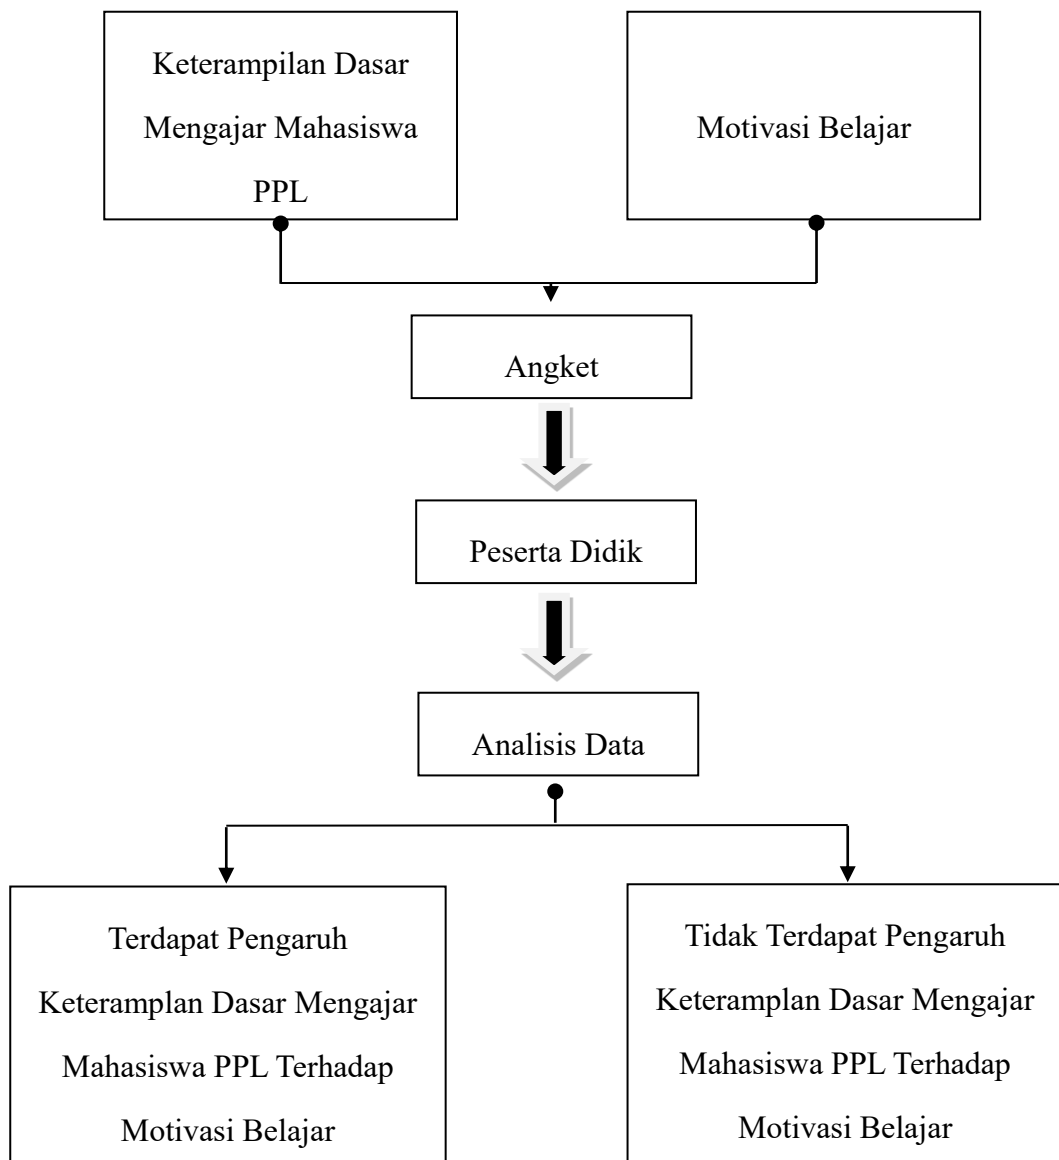 Keterampilan Dasar
Mengajar Mahasiswa
PPL
Motivasi Belajar
Angket
Peserta Didik
Analisis Data
Terdapat Pengaruh
Keteramplan Dasar Mengajar
Mahasiswa PPL Terhadap
Motivasi Belajar
Tidak Terdapat Pengaruh
Keteramplan Dasar Mengajar
Mahasiswa PPL Terhadap
Motivasi Belajar